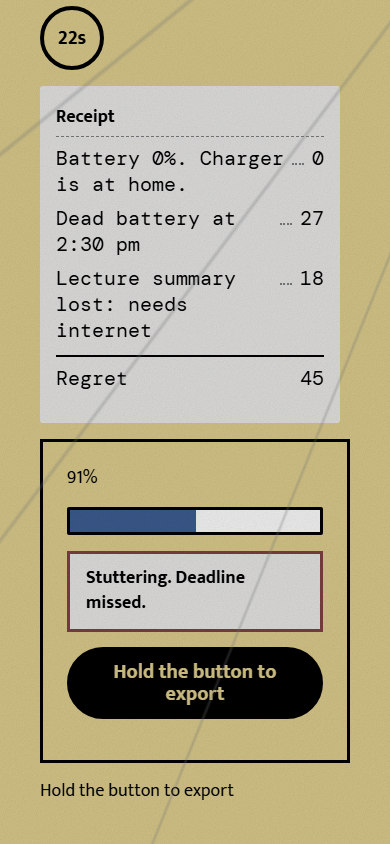 22s
Receipt
Battery 0%. Charger .... 0
is at home.
Dead battery at .... 27
2:30 pm
Lecture summary .... 18
lost: needs
internet
Regret 45
91%
Stuttering. Deadline
missed.
Hold the button to
export
Hold the button to export